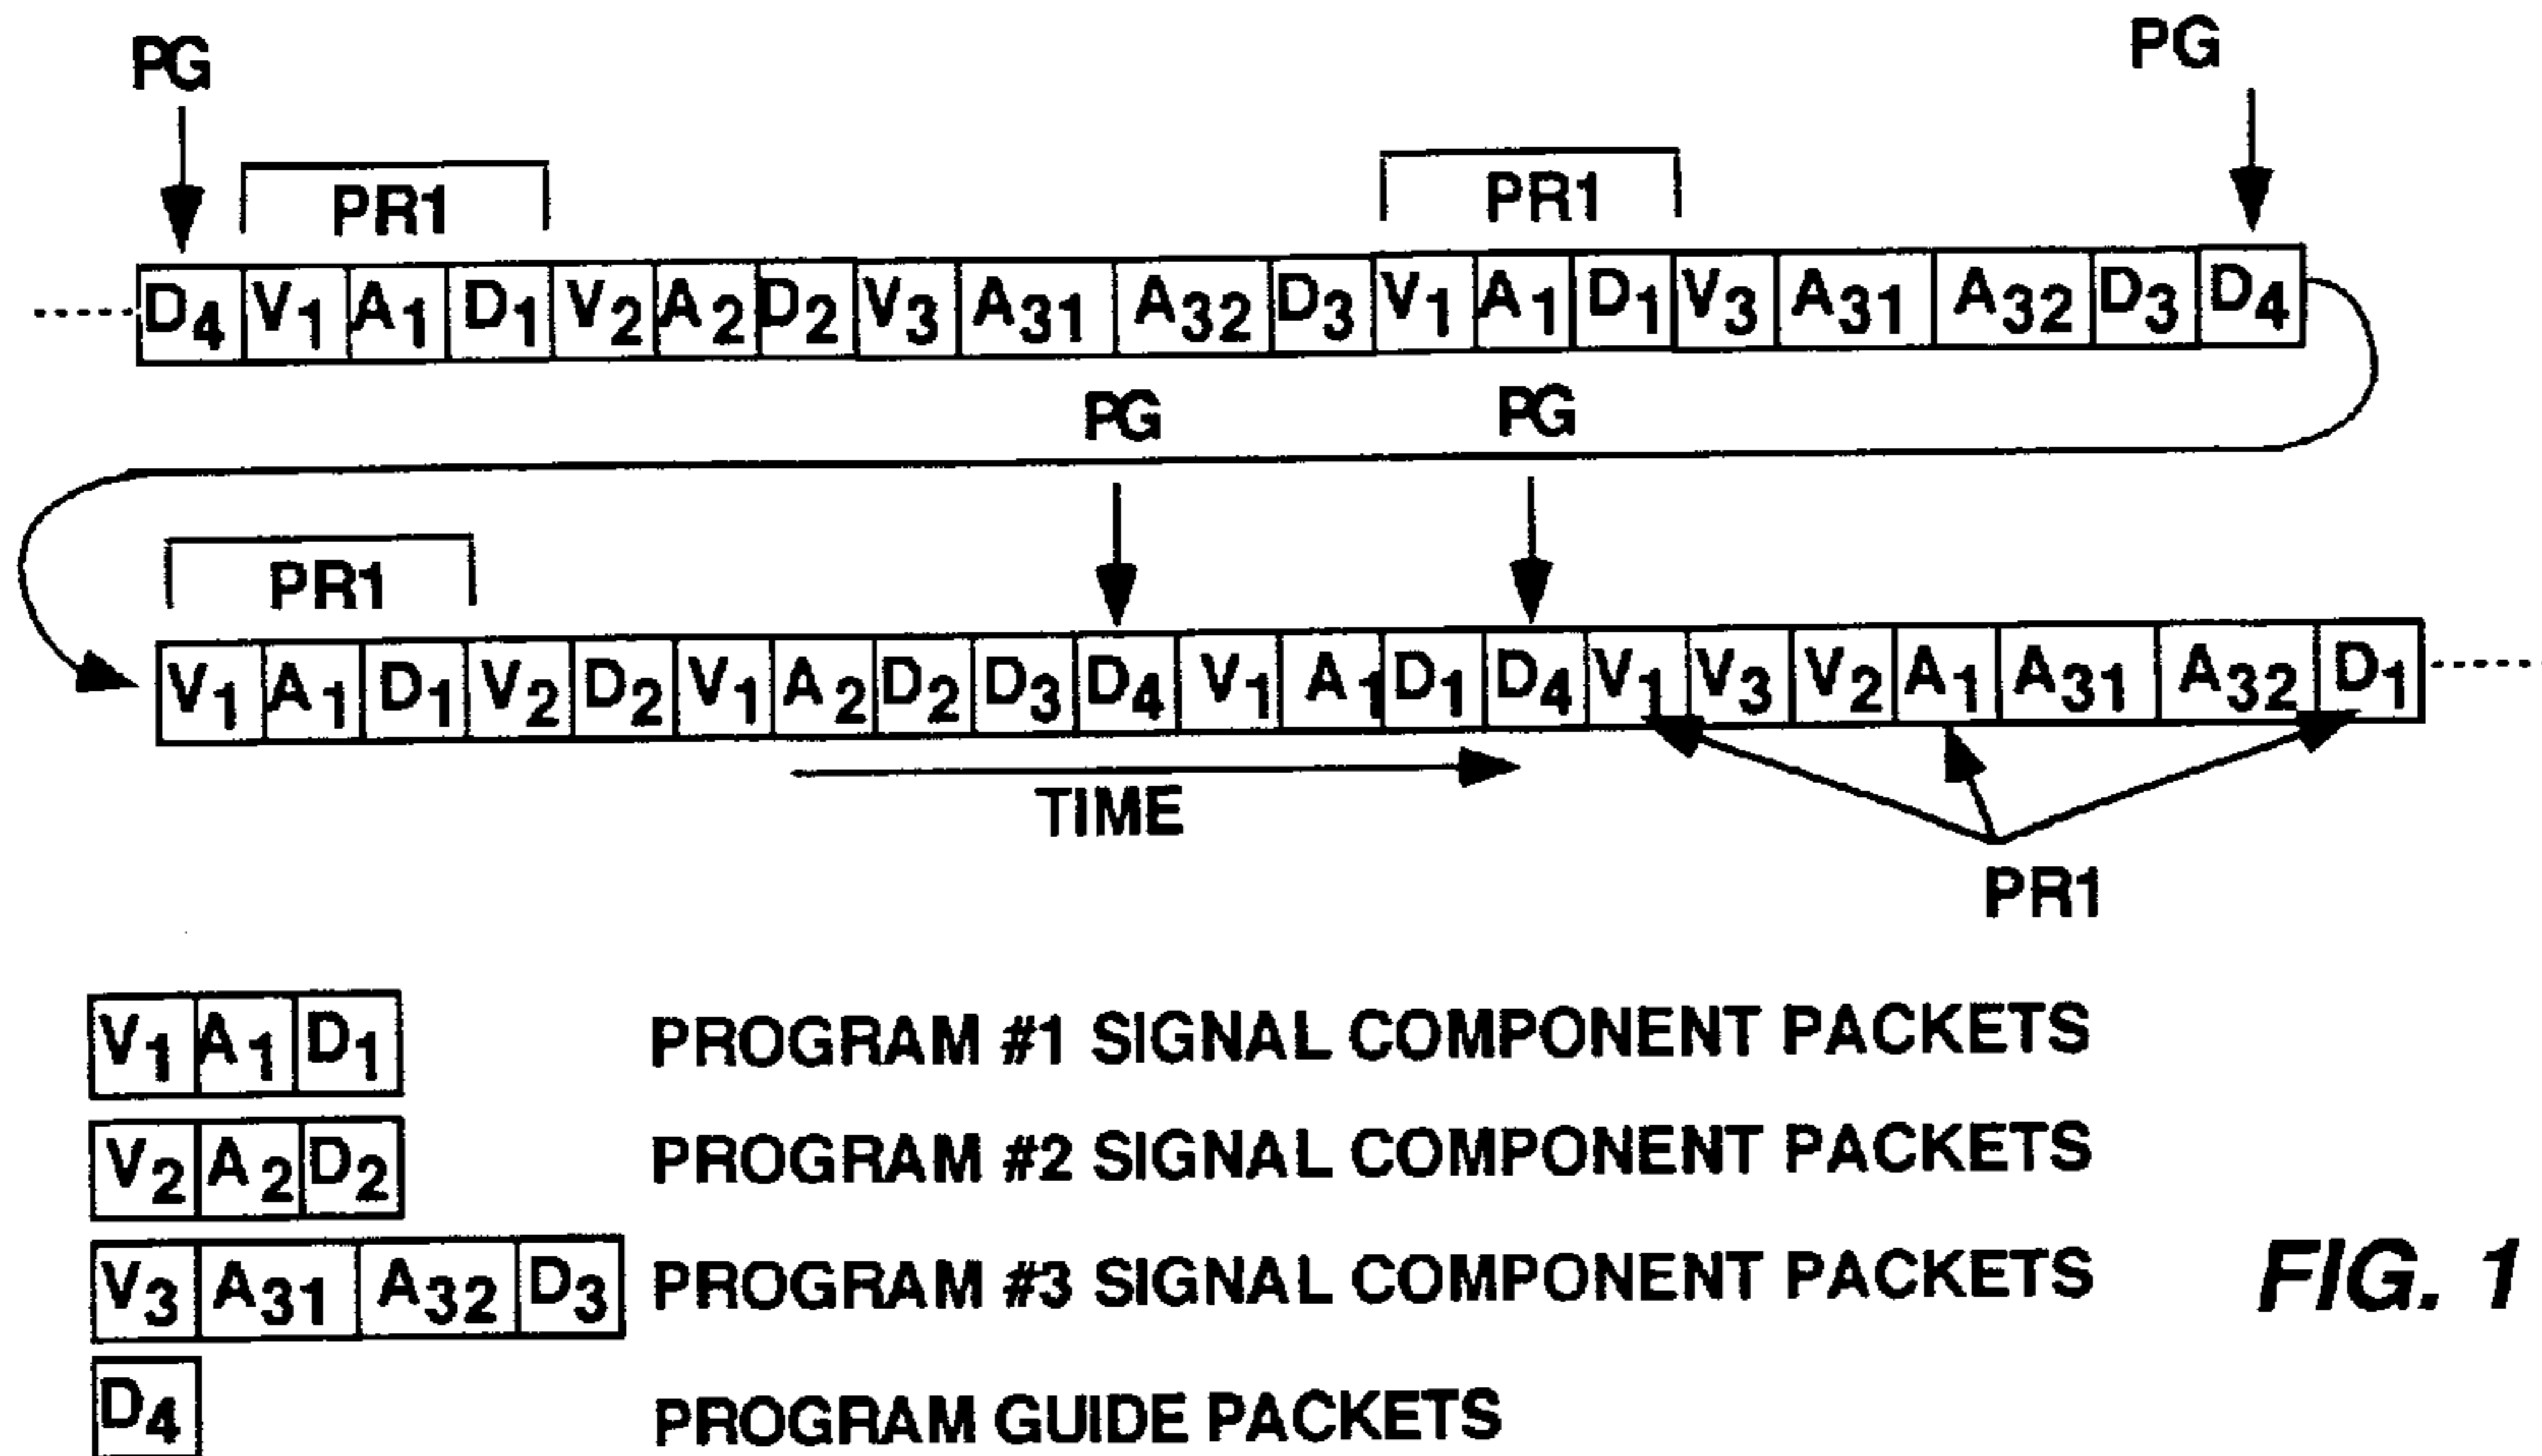 PG PG
PR1 PR1
D4 V1 A1 D1 V2 A2 D2 V3 A31 A32 D3 V1 A1 D1 V3 A31 A32 D3 D4
PG PG
PR1
V1 A1 D1 V2 D2 V1 A2 D2 D3 D4 V1 A1 D1 D4 V1 V3 V2 A1 A31 A32 D1
TIME
PR1
V1 A1 D1 PROGRAM #1 SIGNAL COMPONENT PACKETS
V2 A2 D2 PROGRAM #2 SIGNAL COMPONENT PACKETS
V3 A31 A32 D3 PROGRAM #3 SIGNAL COMPONENT PACKETS
FIG. 1
D4 PROGRAM GUIDE PACKETS